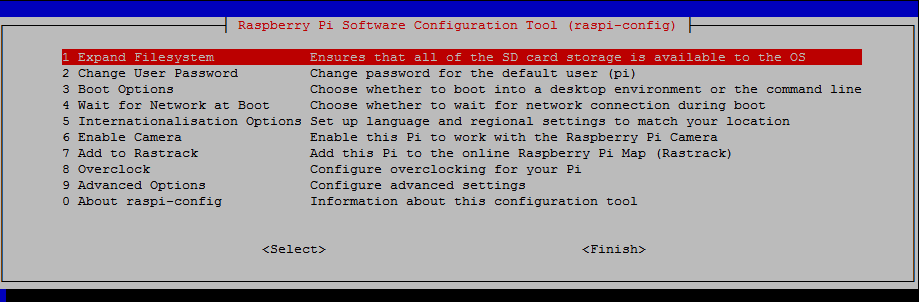 Raspberry Pi Software Configuration Tool (raspi-config)
1 Expand Filesystem Ensures that all of the SD card storage is available to the OS
2 Change User Password Change password for the default user (pi)
3 Boot Options Choose whether to boot into a desktop environment or the command line
4 Wait for Network at Boot Choose whether to wait for network connection during boot
5 Internationalisation Options Set up language and regional settings to match your location
6 Enable Camera Enable this Pi to work with the Raspberry Pi Camera
7 Add to Rastrack Add this Pi to the online Raspberry Pi Map (Rastrack)
8 Overclock Configure overclocking for your Pi
9 Advanced Options Configure advanced settings
0 About raspi-config Information about this configuration tool
<Select> <Finish>